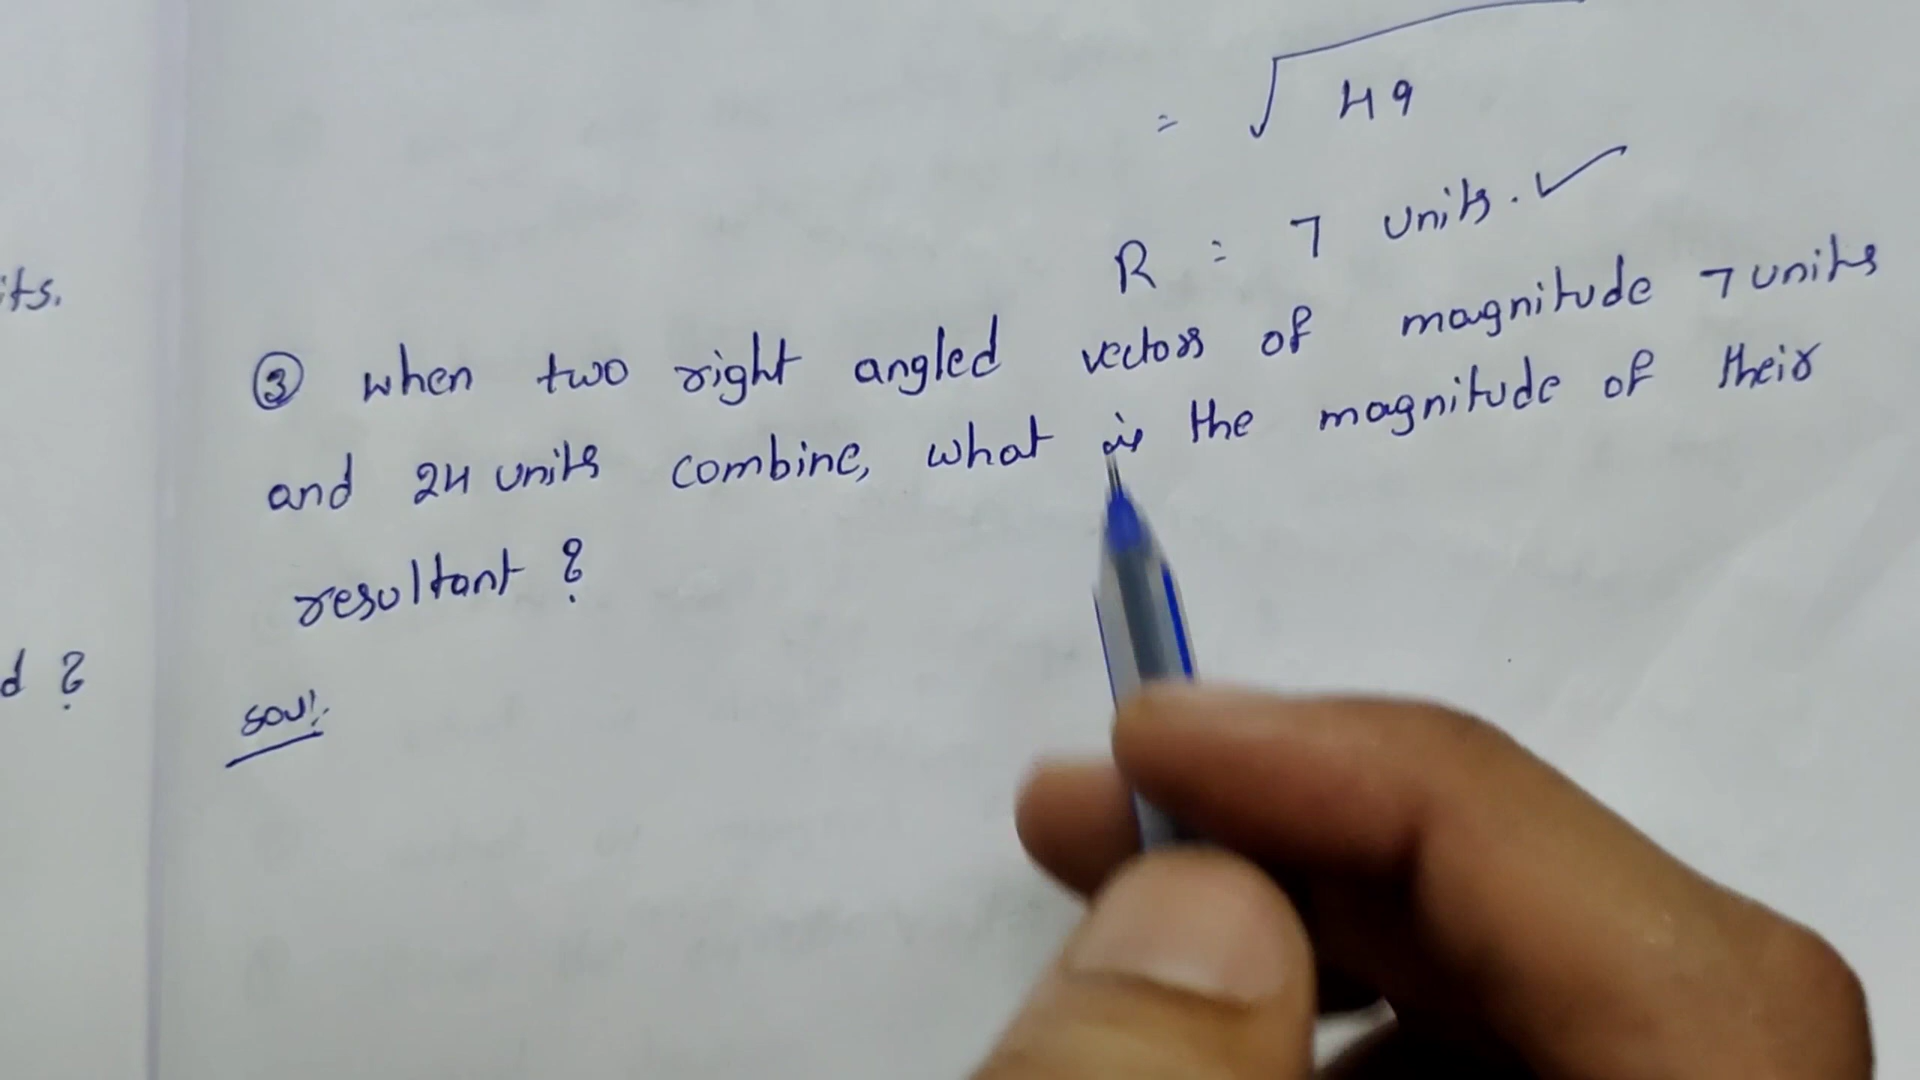 its.
d ?
= √49
R = 7 units. ✓
③ when two right angled vectors of magnitude 7 units
and 24 units combine, what is the magnitude of their
resultant ?
Sol: